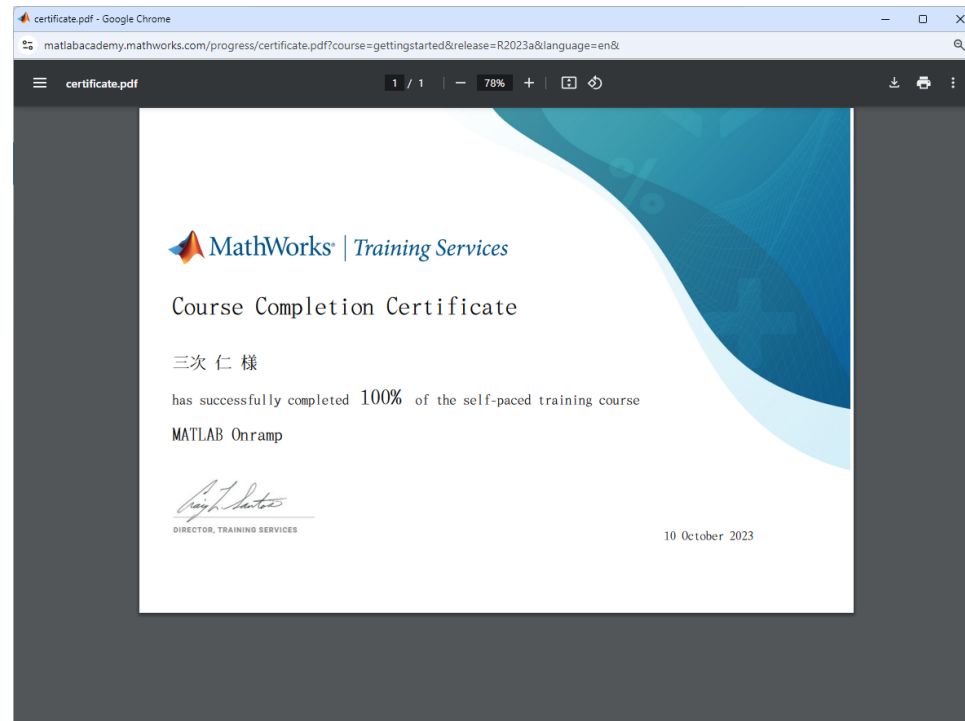 certificate.pdf - Google Chrome
matlabacademy.mathworks.com/progress/certificate.pdf?course=gettingstarted&release=R2023a&language=en&
certificate.pdf 1 / 1 78%
MathWorks® | Training Services
Course Completion Certificate
三次 仁 様
has successfully completed 100% of the self-paced training course
MATLAB Onramp
Craig L. Santos
DIRECTOR, TRAINING SERVICES
10 October 2023